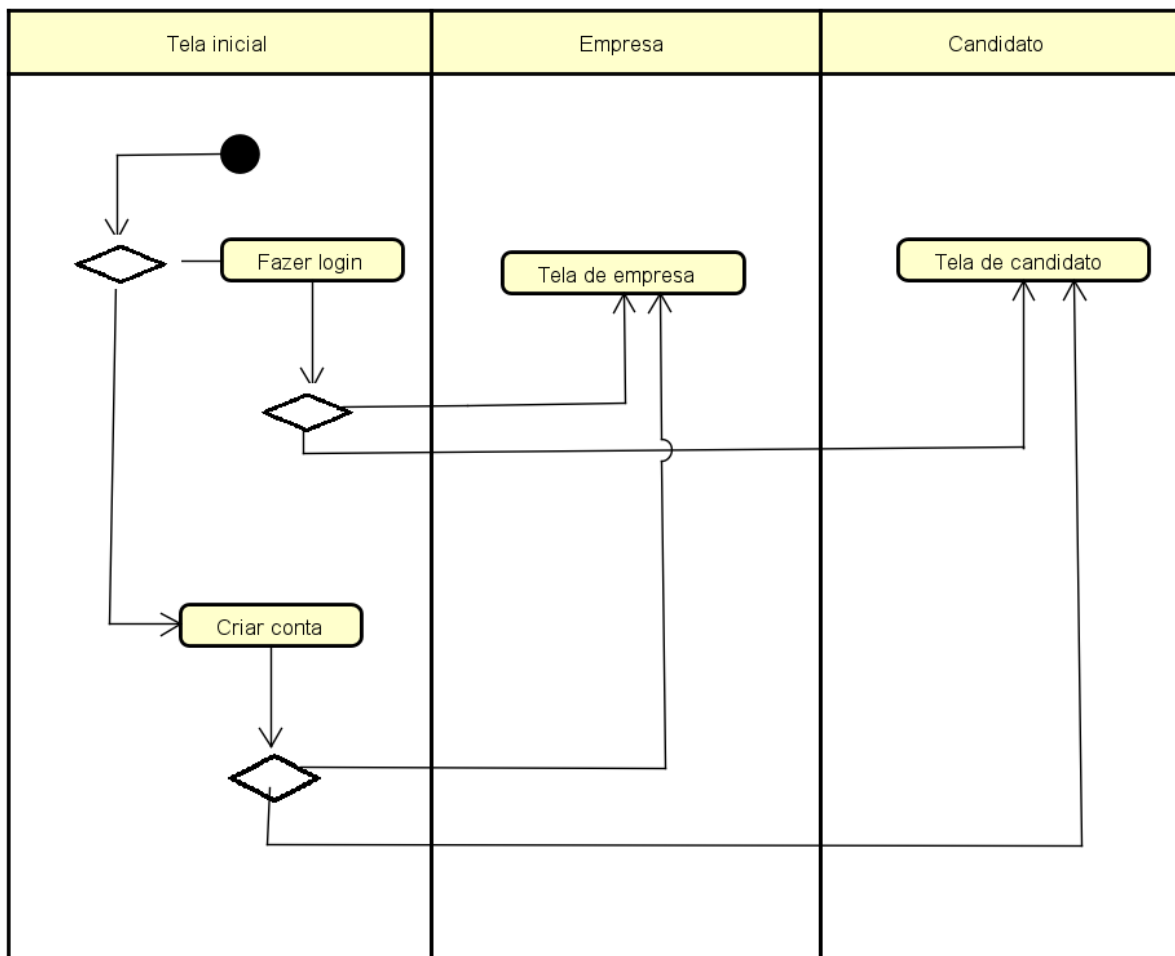 Tela inicial
Empresa
Candidato
Fazer login
Tela de empresa
Tela de candidato
Criar conta